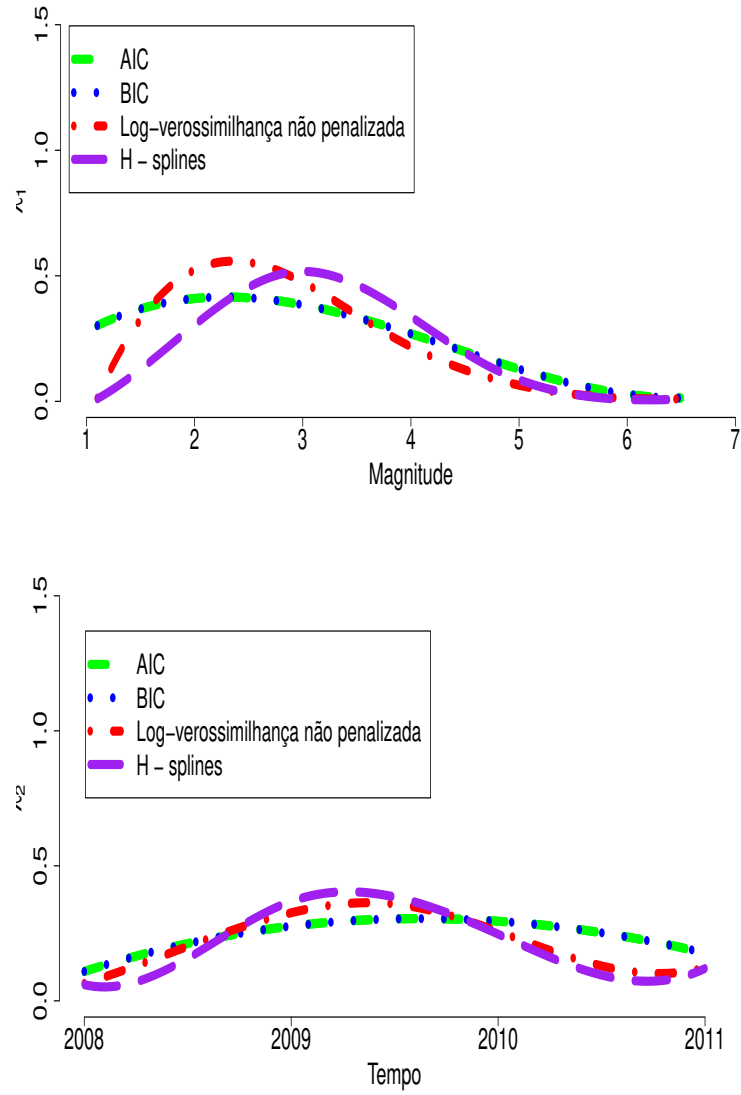 1.5
1.0
0.5
0.0
AIC
BIC
Log−verossimilhança não penalizada
H − splines
1 2 3 4 5 6 7
Magnitude
1.5
1.0
0.5
0.0
AIC
BIC
Log−verossimilhança não penalizada
H − splines
2008 2009 2010 2011
Tempo